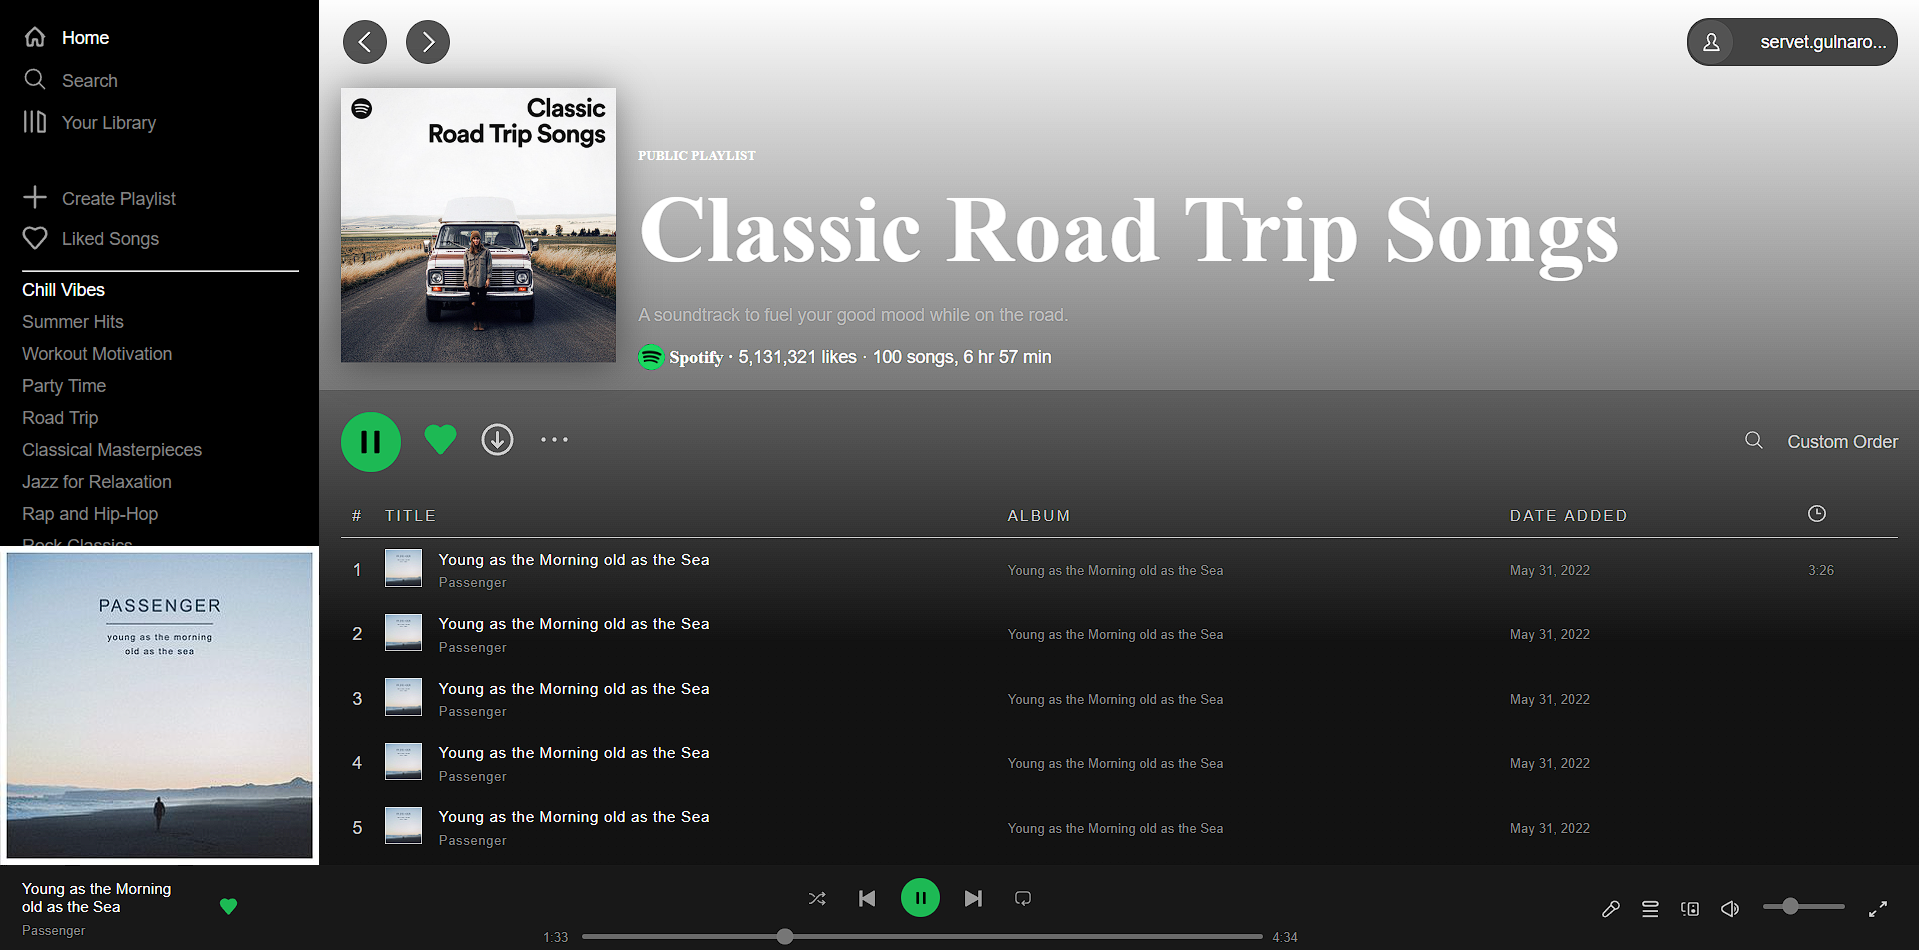 Home
Search
Your Library
Create Playlist
Liked Songs
Chill Vibes
Summer Hits
Workout Motivation
Party Time
Road Trip
Classical Masterpieces
Jazz for Relaxation
Rap and Hip-Hop
Rock Classics
PASSENGER
young as the morning
old as the sea
Young as the Morning
old as the Sea
Passenger
servet.gulnaro...
Classic
Road Trip Songs
PUBLIC PLAYLIST
Classic Road Trip Songs
A soundtrack to fuel your good mood while on the road.
Spotify · 5,131,321 likes · 100 songs, 6 hr 57 min
Custom Order
# TITLE ALBUM DATE ADDED
1 Young as the Morning old as the Sea Young as the Morning old as the Sea May 31, 2022 3:26
Passenger
2 Young as the Morning old as the Sea Young as the Morning old as the Sea May 31, 2022
Passenger
3 Young as the Morning old as the Sea Young as the Morning old as the Sea May 31, 2022
Passenger
4 Young as the Morning old as the Sea Young as the Morning old as the Sea May 31, 2022
Passenger
5 Young as the Morning old as the Sea Young as the Morning old as the Sea May 31, 2022
Passenger
1:33 4:34